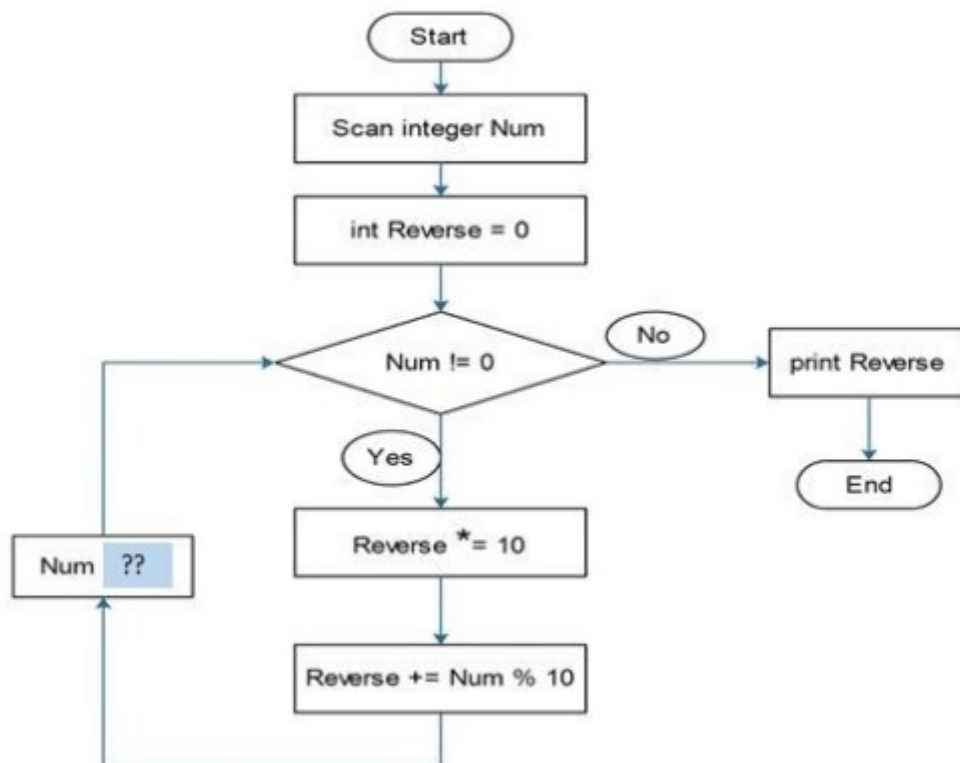 Start
Scan integer Num
int Reverse = 0
Num != 0
No
print Reverse
End
Yes
Reverse *= 10
Num ??
Reverse += Num % 10